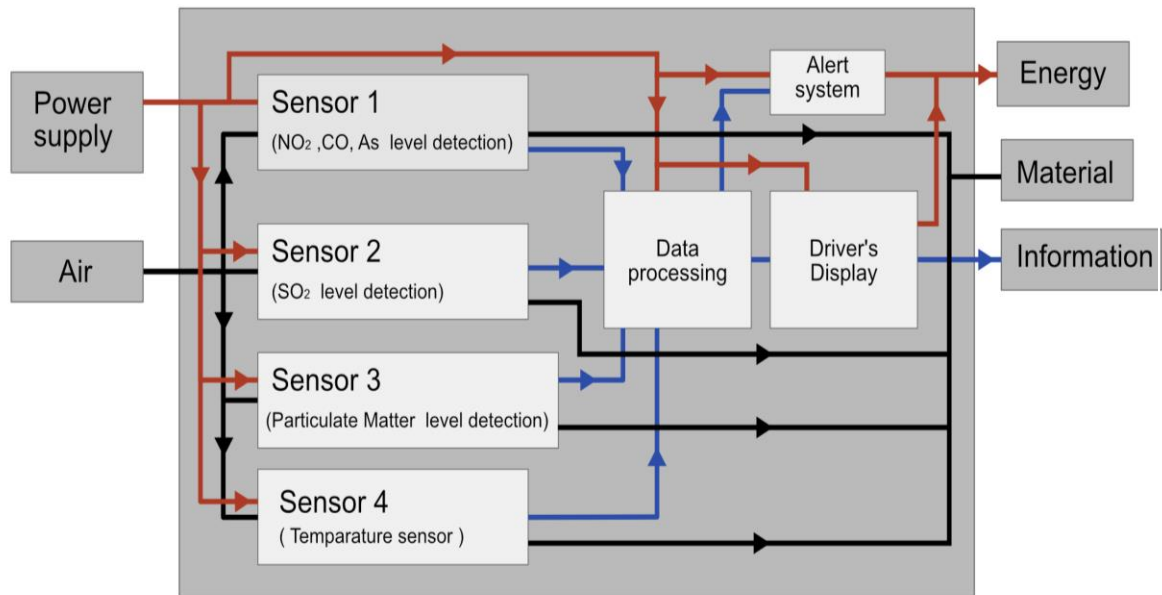 Power
supply
Air
Sensor 1
(NO₂ ,CO, As level detection)
Sensor 2
(SO₂ level detection)
Sensor 3
(Particulate Matter level detection)
Sensor 4
( Temparature sensor )
Data
processing
Alert
system
Driver's
Display
Energy
Material
Information